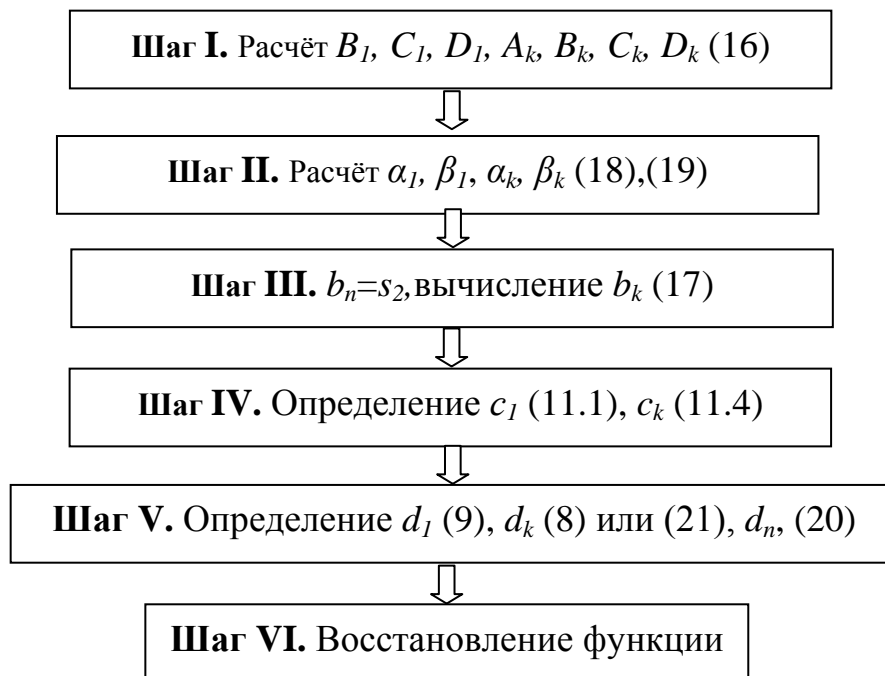 Шаг I. Расчёт B1, C1, D1, Ak, Bk, Ck, Dk (16)
Шаг II. Расчёт α1, β1, αk, βk (18),(19)
Шаг III. bn=s2,вычисление bk (17)
Шаг IV. Определение c1 (11.1), ck (11.4)
Шаг V. Определение d1 (9), dk (8) или (21), dn, (20)
Шаг VI. Восстановление функции